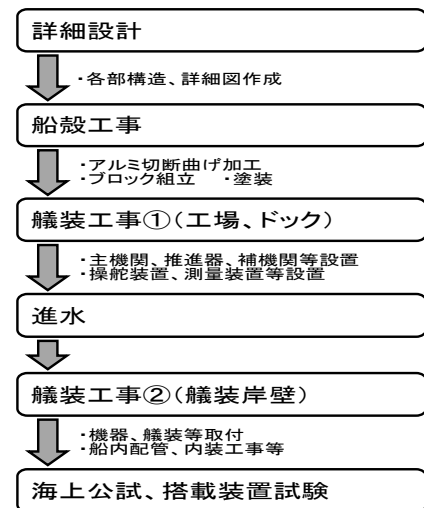 詳細設計
・各部構造、詳細図作成
船殻工事
・アルミ切断曲げ加工
・ブロック組立　・塗装
艤装工事①(工場、ドック)
・主機関、推進器、補機関等設置
・操舵装置、測量装置等設置
進水
艤装工事②(艤装岸壁)
・機器、艤装等取付
・船内配管、内装工事等
海上公試、搭載装置試験